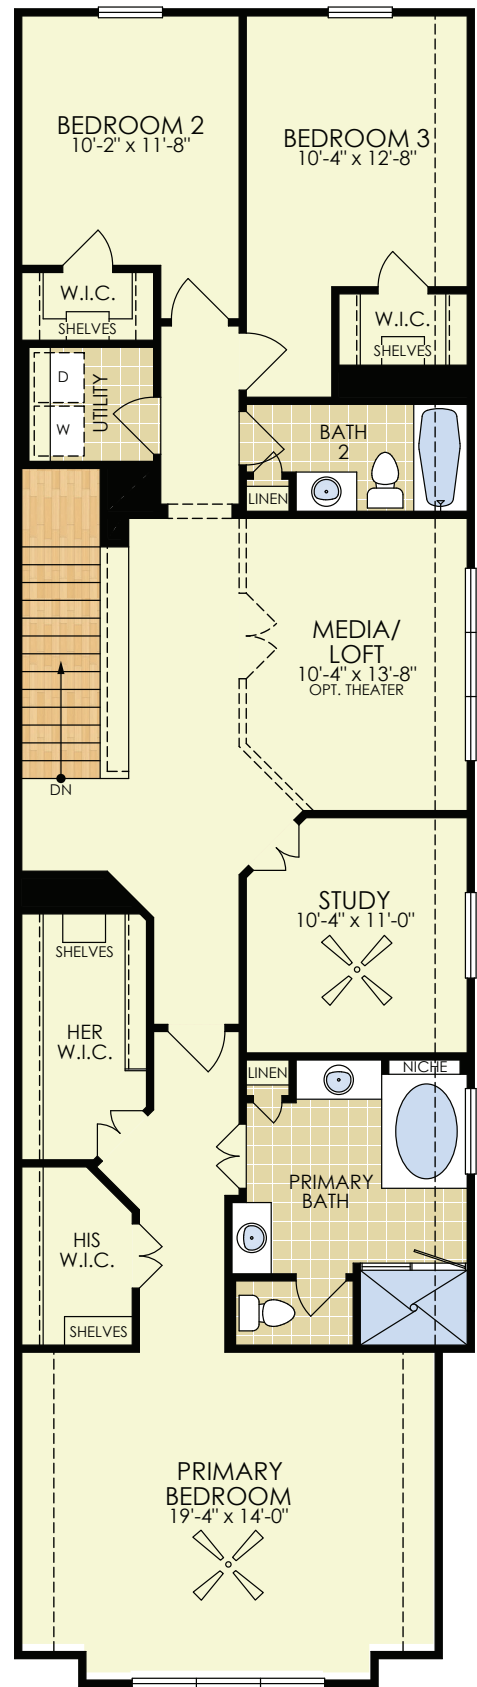 BEDROOM 2
10'-2" x 11'-8"
BEDROOM 3
10'-4" x 12'-8"
W.I.C.
SHELVES
W.I.C.
SHELVES
D
W
UTILITY
BATH
2
LINEN
MEDIA/
LOFT
10'-4" x 13'-8"
OPT. THEATER
DN
STUDY
10'-4" x 11'-0"
SHELVES
HER
W.I.C.
LINEN
NICHE
PRIMARY
BATH
HIS
W.I.C.
SHELVES
PRIMARY
BEDROOM
19'-4" x 14'-0"